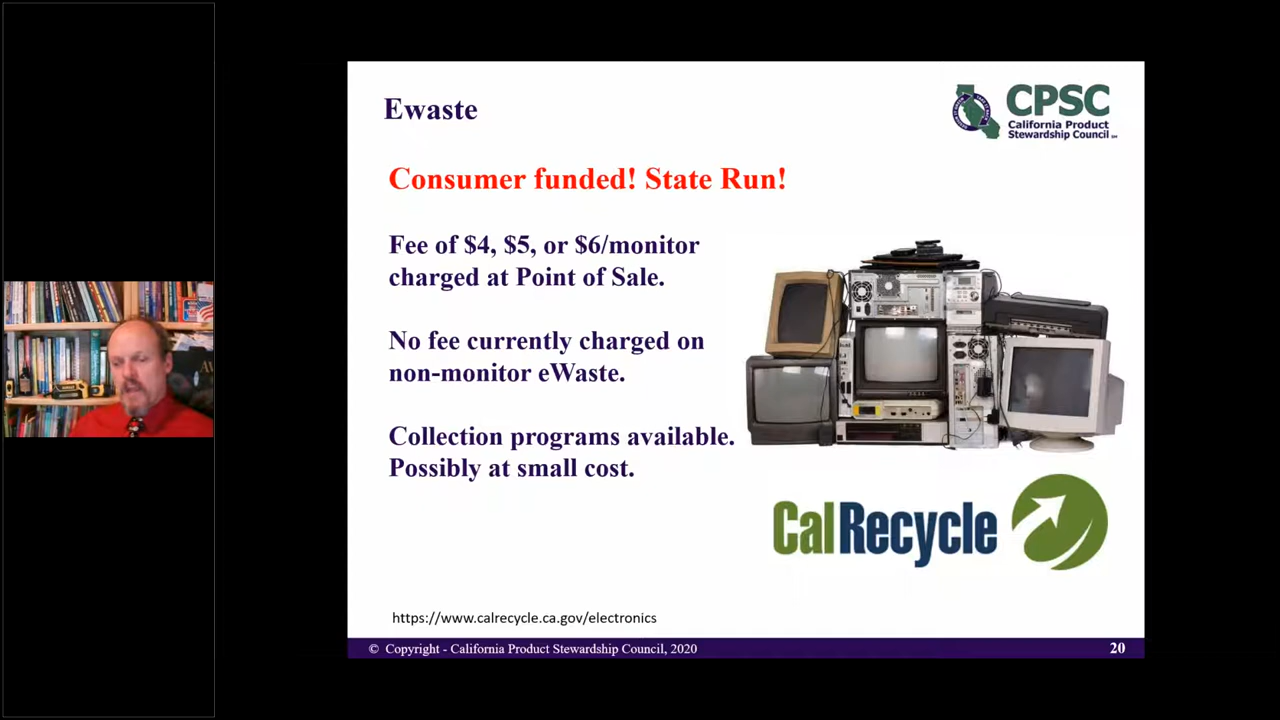 Ewaste
CPSC
California Product
Stewardship Council SM
Consumer funded! State Run!
Fee of $4, $5, or $6/monitor
charged at Point of Sale.
No fee currently charged on
non-monitor eWaste.
Collection programs available.
Possibly at small cost.
CalRecycle
https://www.calrecycle.ca.gov/electronics
© Copyright - California Product Stewardship Council, 2020
20